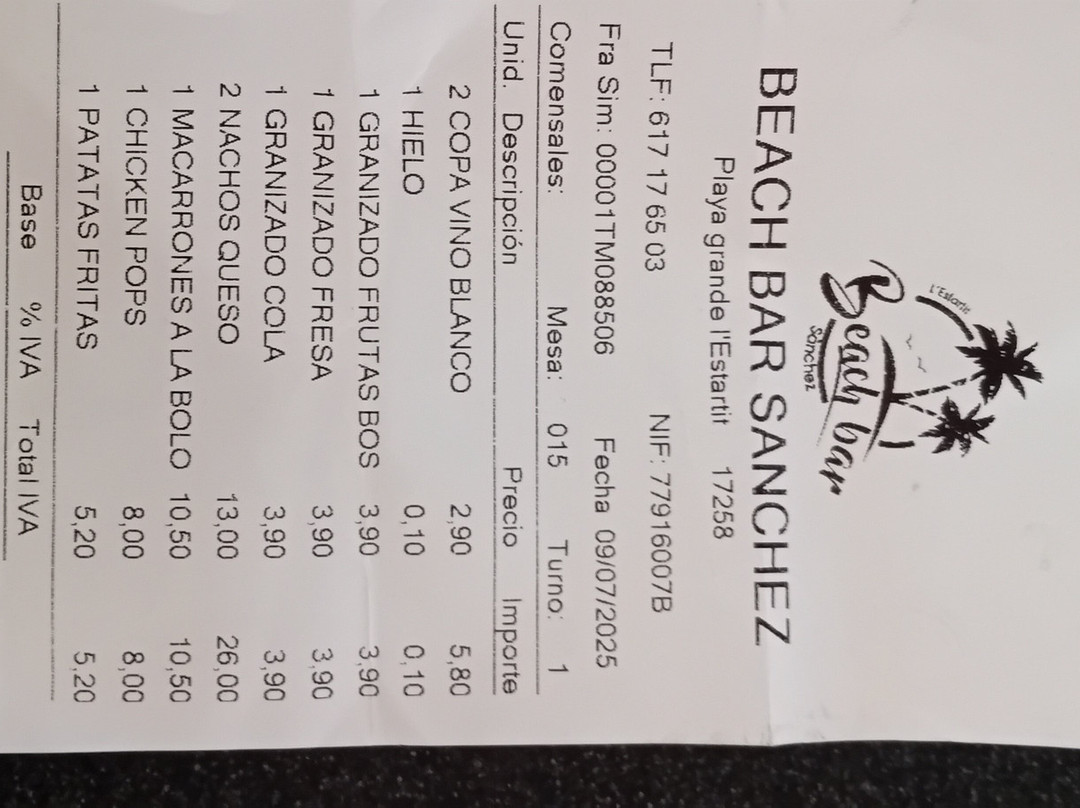 L'Estartit
Beach bar
Sánchez
BEACH BAR SANCHEZ
Playa grande l'Estartit 17258
TLF: 617 17 65 03 NIF: 77916007B
Fra Sim: 00001TM088506 Fecha 09/07/2025
Comensales: Mesa: 015 Turno: 1
Unid. Descripción Precio Importe
2 COPA VINO BLANCO 2,90 5,80
1 HIELO 0,10 0,10
1 GRANIZADO FRUTAS BOS 3,90 3,90
1 GRANIZADO FRESA 3,90 3,90
1 GRANIZADO COLA 3,90 3,90
2 NACHOS QUESO 13,00 26,00
1 MACARRONES A LA BOLO 10,50 10,50
1 CHICKEN POPS 8,00 8,00
1 PATATAS FRITAS 5,20 5,20
Base % IVA Total IVA